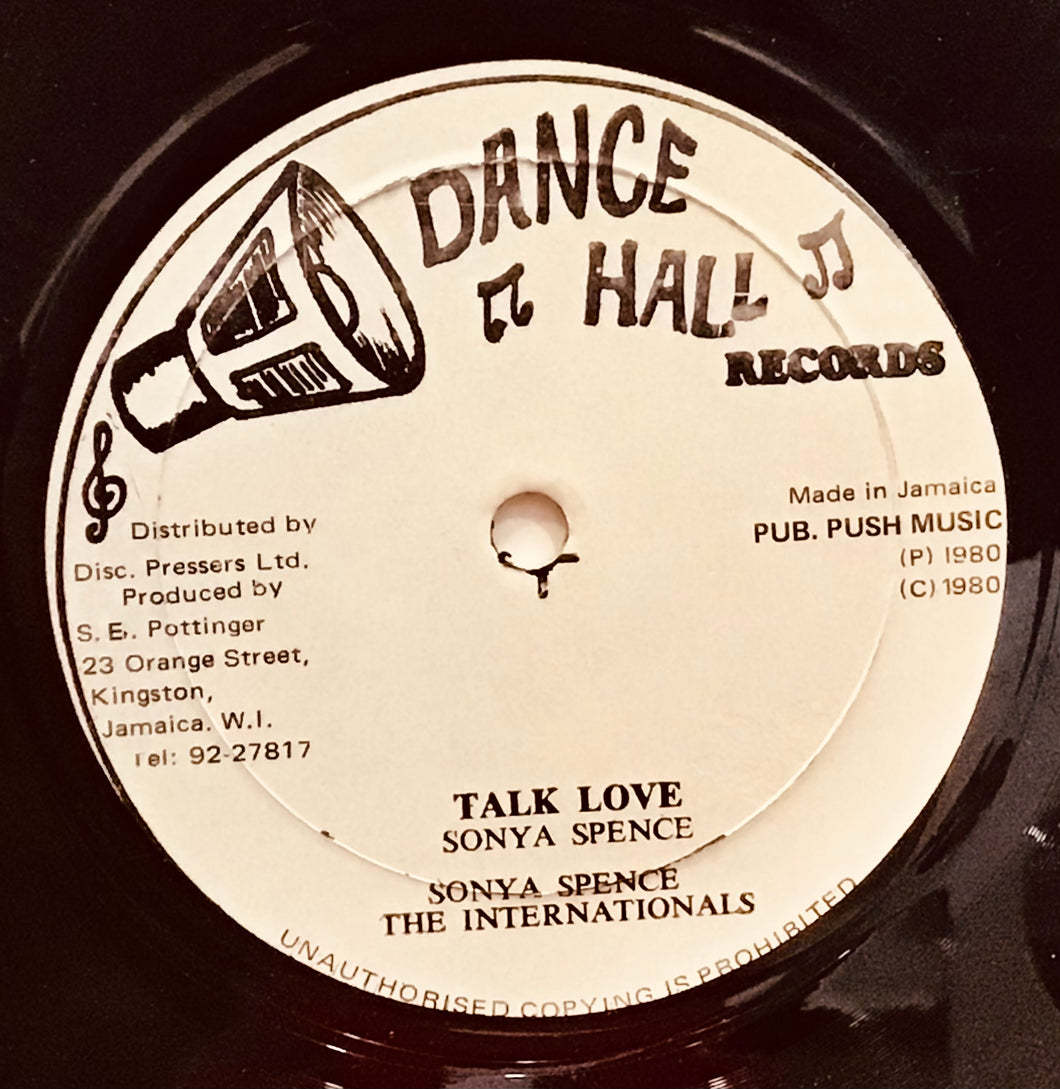 DANCE
HALL
RECORDS
Made in Jamaica
PUB. PUSH MUSIC
(P) 1980
(C) 1980
Distributed by
Disc. Pressers Ltd.
Produced by
S. E. Pottinger
23 Orange Street,
Kingston,
Jamaica. W.I.
Tel: 92-27817
TALK LOVE
SONYA SPENCE
SONYA SPENCE
THE INTERNATIONALS
UNAUTHORISED COPYING IS PROHIBITED